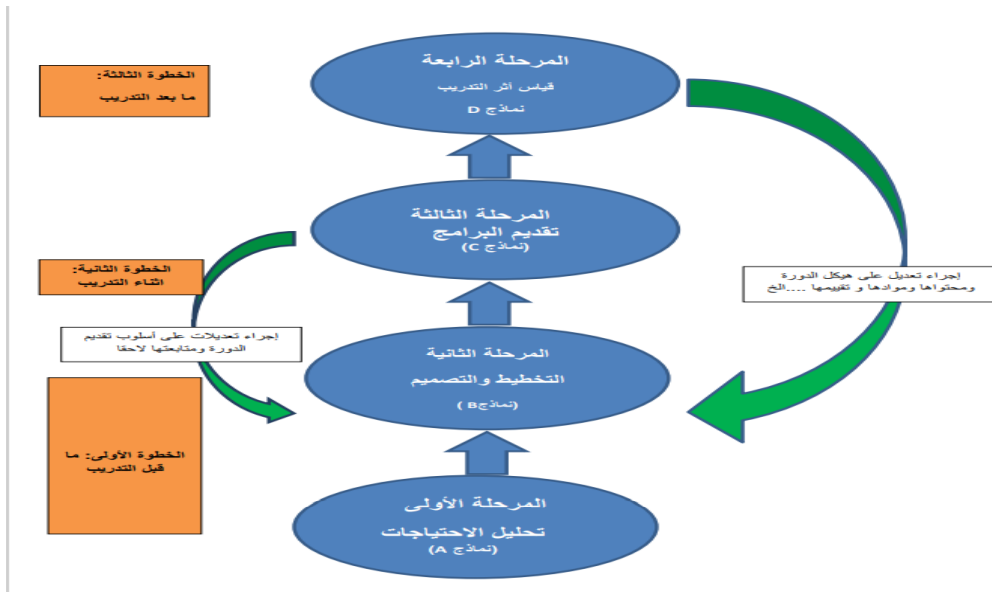 المرحلة الرابعة
قياس أثر التدريب
نماذج D
الخطوة الثالثة:
ما بعد التدريب
المرحلة الثالثة
تقديم البرامج
(نماذج C)
الخطوة الثانية:
اثناء التدريب
إجراء تعديل على هيكل الدورة
ومحتواها وموادها و تقييمها ....الخ
إجراء تعديلات على أسلوب تقديم
الدورة ومتابعتها لاحقا
المرحلة الثانية
التخطيط والتصميم
(نماذجB )
الخطوة الأولى: ما
قبل التدريب
المرحلة الأولى
تحليل الاحتياجات
(نماذج A)